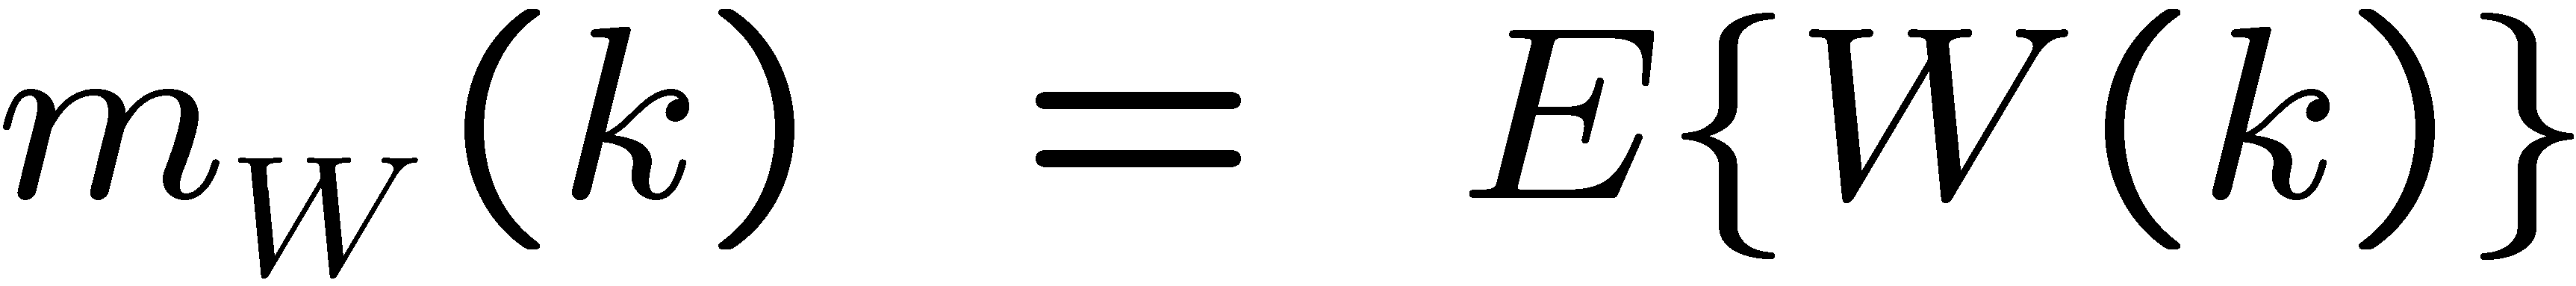 m_W(k) = E{W(k)}